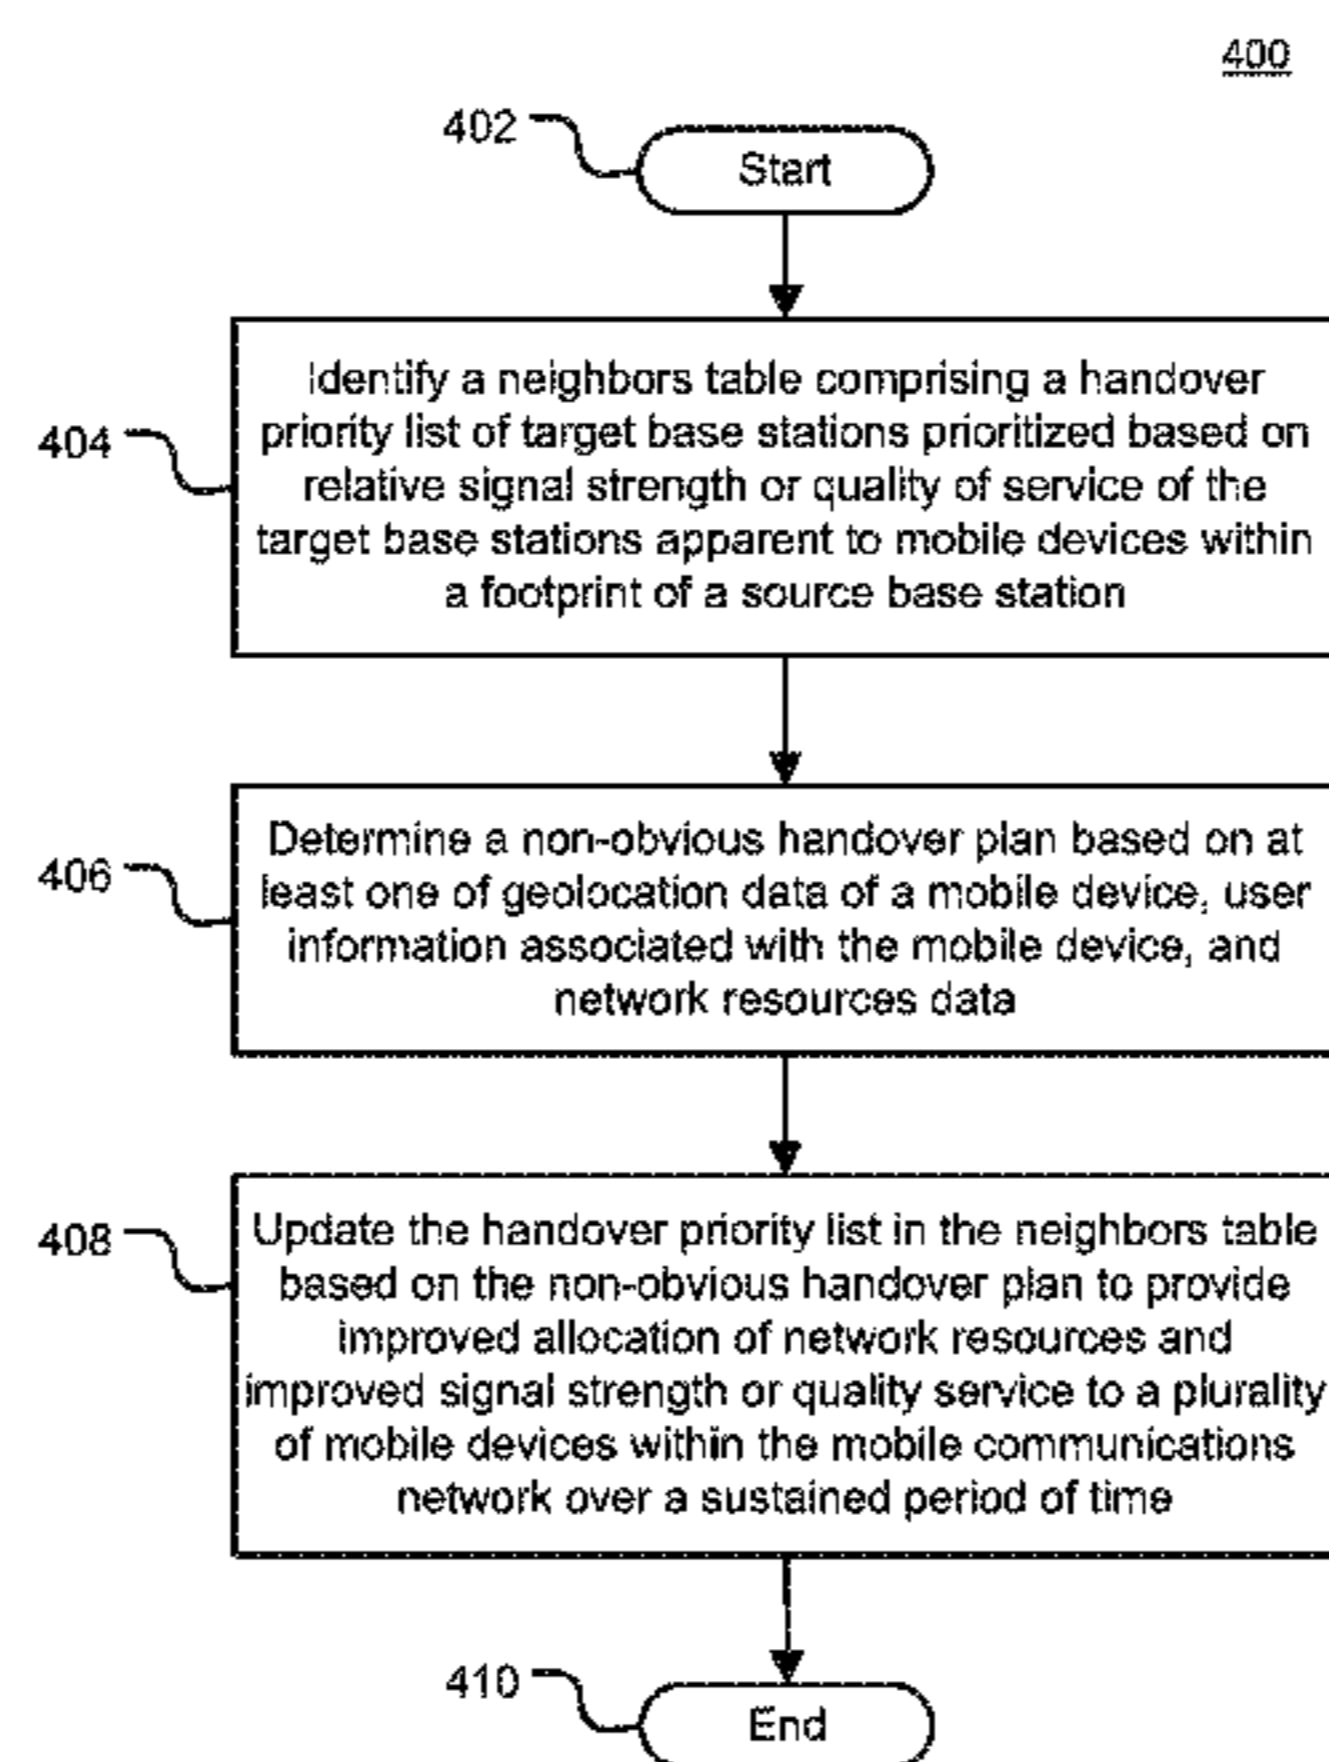 400
402
Start
404
Identify a neighbors table comprising a handover
priority list of target base stations prioritized based on
relative signal strength or quality of service of the
target base stations apparent to mobile devices within
a footprint of a source base station
406
Determine a non-obvious handover plan based on at
least one of geolocation data of a mobile device, user
information associated with the mobile device, and
network resources data
408
Update the handover priority list in the neighbors table
based on the non-obvious handover plan to provide
improved allocation of network resources and
improved signal strength or quality service to a plurality
of mobile devices within the mobile communications
network over a sustained period of time
410
End